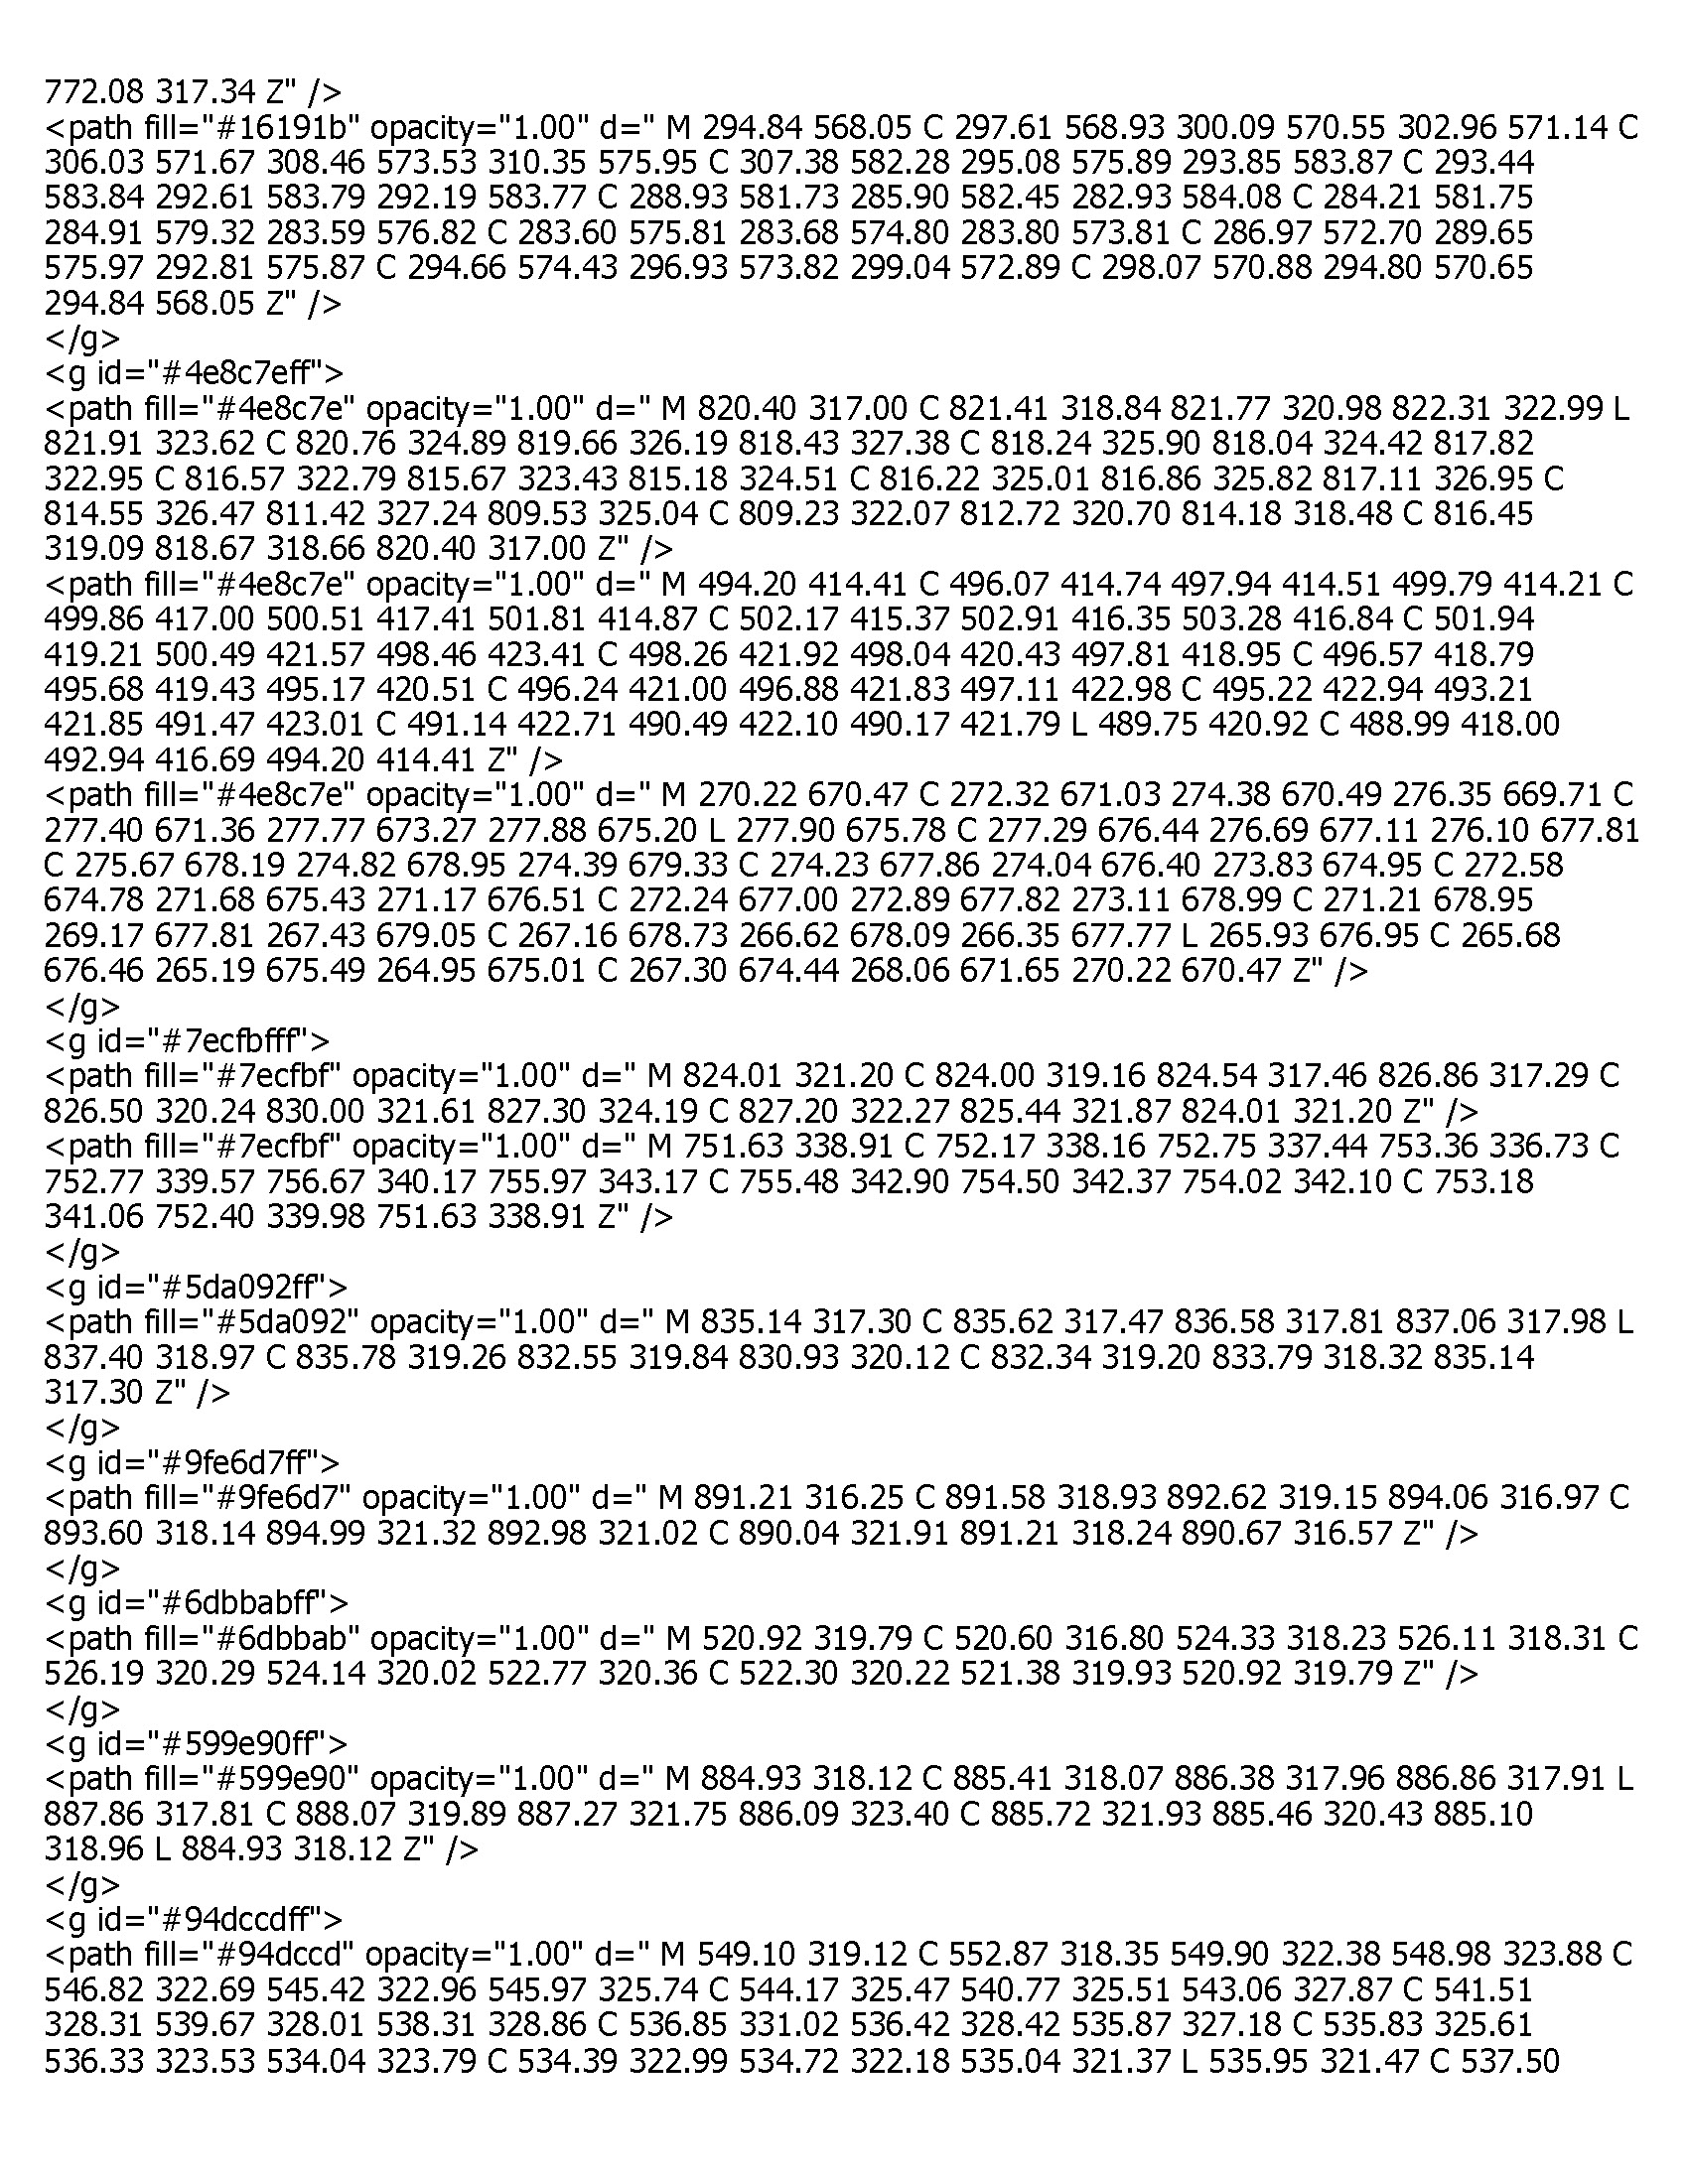 772.08 317.34 Z" />
<path fill="#16191b" opacity="1.00" d=" M 294.84 568.05 C 297.61 568.93 300.09 570.55 302.96 571.14 C
306.03 571.67 308.46 573.53 310.35 575.95 C 307.38 582.28 295.08 575.89 293.85 583.87 C 293.44
583.84 292.61 583.79 292.19 583.77 C 288.93 581.73 285.90 582.45 282.93 584.08 C 284.21 581.75
284.91 579.32 283.59 576.82 C 283.60 575.81 283.68 574.80 283.80 573.81 C 286.97 572.70 289.65
575.97 292.81 575.87 C 294.66 574.43 296.93 573.82 299.04 572.89 C 298.07 570.88 294.80 570.65
294.84 568.05 Z" />
</g>
<g id="#4e8c7eff">
<path fill="#4e8c7e" opacity="1.00" d=" M 820.40 317.00 C 821.41 318.84 821.77 320.98 822.31 322.99 L
821.91 323.62 C 820.76 324.89 819.66 326.19 818.43 327.38 C 818.24 325.90 818.04 324.42 817.82
322.95 C 816.57 322.79 815.67 323.43 815.18 324.51 C 816.22 325.01 816.86 325.82 817.11 326.95 C
814.55 326.47 811.42 327.24 809.53 325.04 C 809.23 322.07 812.72 320.70 814.18 318.48 C 816.45
319.09 818.67 318.66 820.40 317.00 Z" />
<path fill="#4e8c7e" opacity="1.00" d=" M 494.20 414.41 C 496.07 414.74 497.94 414.51 499.79 414.21 C
499.86 417.00 500.51 417.41 501.81 414.87 C 502.17 415.37 502.91 416.35 503.28 416.84 C 501.94
419.21 500.49 421.57 498.46 423.41 C 498.26 421.92 498.04 420.43 497.81 418.95 C 496.57 418.79
495.68 419.43 495.17 420.51 C 496.24 421.00 496.88 421.83 497.11 422.98 C 495.22 422.94 493.21
421.85 491.47 423.01 C 491.14 422.71 490.49 422.10 490.17 421.79 L 489.75 420.92 C 488.99 418.00
492.94 416.69 494.20 414.41 Z" />
<path fill="#4e8c7e" opacity="1.00" d=" M 270.22 670.47 C 272.32 671.03 274.38 670.49 276.35 669.71 C
277.40 671.36 277.77 673.27 277.88 675.20 L 277.90 675.78 C 277.29 676.44 276.69 677.11 276.10 677.81
C 275.67 678.19 274.82 678.95 274.39 679.33 C 274.23 677.86 274.04 676.40 273.83 674.95 C 272.58
674.78 271.68 675.43 271.17 676.51 C 272.24 677.00 272.89 677.82 273.11 678.99 C 271.21 678.95
269.17 677.81 267.43 679.05 C 267.16 678.73 266.62 678.09 266.35 677.77 L 265.93 676.95 C 265.68
676.46 265.19 675.49 264.95 675.01 C 267.30 674.44 268.06 671.65 270.22 670.47 Z" />
</g>
<g id="#7ecfbfff">
<path fill="#7ecfbf" opacity="1.00" d=" M 824.01 321.20 C 824.00 319.16 824.54 317.46 826.86 317.29 C
826.50 320.24 830.00 321.61 827.30 324.19 C 827.20 322.27 825.44 321.87 824.01 321.20 Z" />
<path fill="#7ecfbf" opacity="1.00" d=" M 751.63 338.91 C 752.17 338.16 752.75 337.44 753.36 336.73 C
752.77 339.57 756.67 340.17 755.97 343.17 C 755.48 342.90 754.50 342.37 754.02 342.10 C 753.18
341.06 752.40 339.98 751.63 338.91 Z" />
</g>
<g id="#5da092ff">
<path fill="#5da092" opacity="1.00" d=" M 835.14 317.30 C 835.62 317.47 836.58 317.81 837.06 317.98 L
837.40 318.97 C 835.78 319.26 832.55 319.84 830.93 320.12 C 832.34 319.20 833.79 318.32 835.14
317.30 Z" />
</g>
<g id="#9fe6d7ff">
<path fill="#9fe6d7" opacity="1.00" d=" M 891.21 316.25 C 891.58 318.93 892.62 319.15 894.06 316.97 C
893.60 318.14 894.99 321.32 892.98 321.02 C 890.04 321.91 891.21 318.24 890.67 316.57 Z" />
</g>
<g id="#6dbbabff">
<path fill="#6dbbab" opacity="1.00" d=" M 520.92 319.79 C 520.60 316.80 524.33 318.23 526.11 318.31 C
526.19 320.29 524.14 320.02 522.77 320.36 C 522.30 320.22 521.38 319.93 520.92 319.79 Z" />
</g>
<g id="#599e90ff">
<path fill="#599e90" opacity="1.00" d=" M 884.93 318.12 C 885.41 318.07 886.38 317.96 886.86 317.91 L
887.86 317.81 C 888.07 319.89 887.27 321.75 886.09 323.40 C 885.72 321.93 885.46 320.43 885.10
318.96 L 884.93 318.12 Z" />
</g>
<g id="#94dccdff">
<path fill="#94dccd" opacity="1.00" d=" M 549.10 319.12 C 552.87 318.35 549.90 322.38 548.98 323.88 C
546.82 322.69 545.42 322.96 545.97 325.74 C 544.17 325.47 540.77 325.51 543.06 327.87 C 541.51
328.31 539.67 328.01 538.31 328.86 C 536.85 331.02 536.42 328.42 535.87 327.18 C 535.83 325.61
536.33 323.53 534.04 323.79 C 534.39 322.99 534.72 322.18 535.04 321.37 L 535.95 321.47 C 537.50